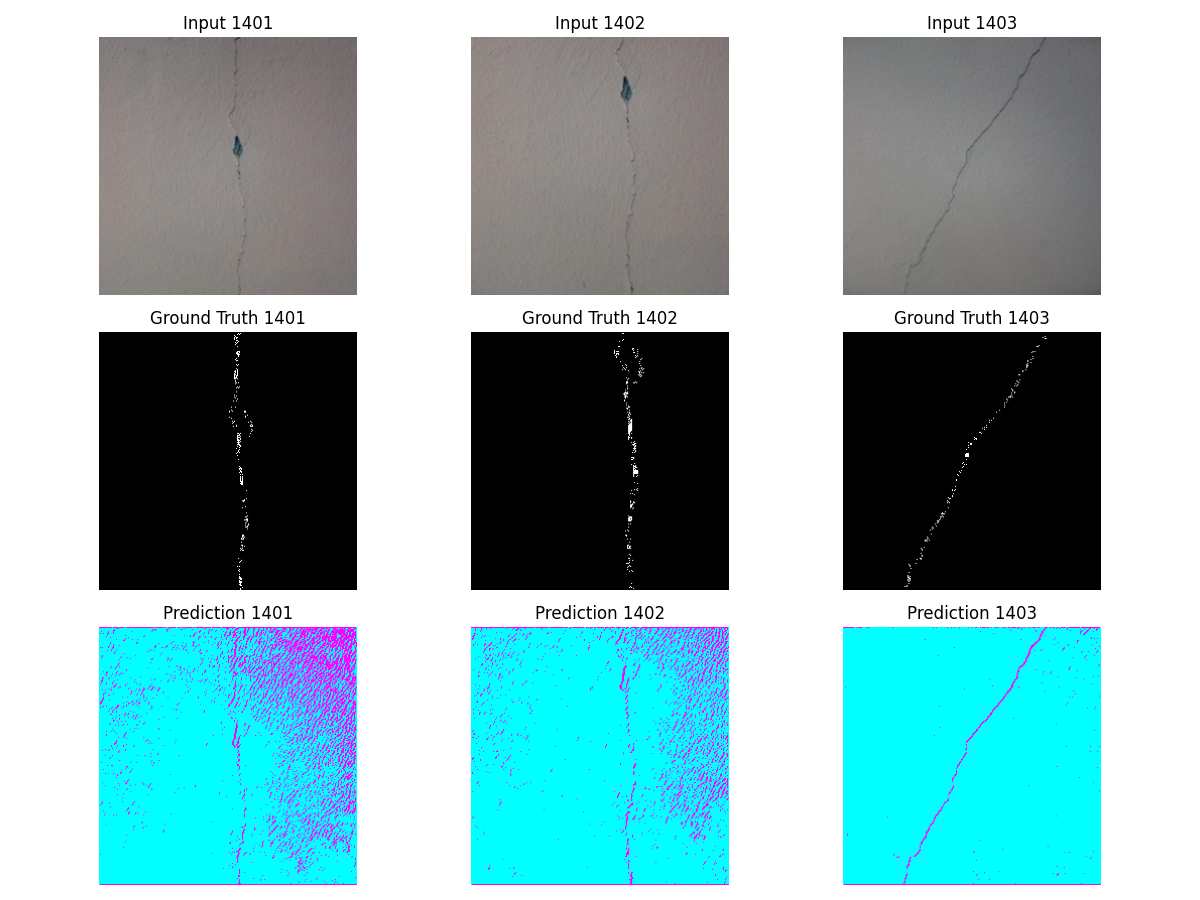 Input 1401
Input 1402
Input 1403
Ground Truth 1401
Ground Truth 1402
Ground Truth 1403
Prediction 1401
Prediction 1402
Prediction 1403